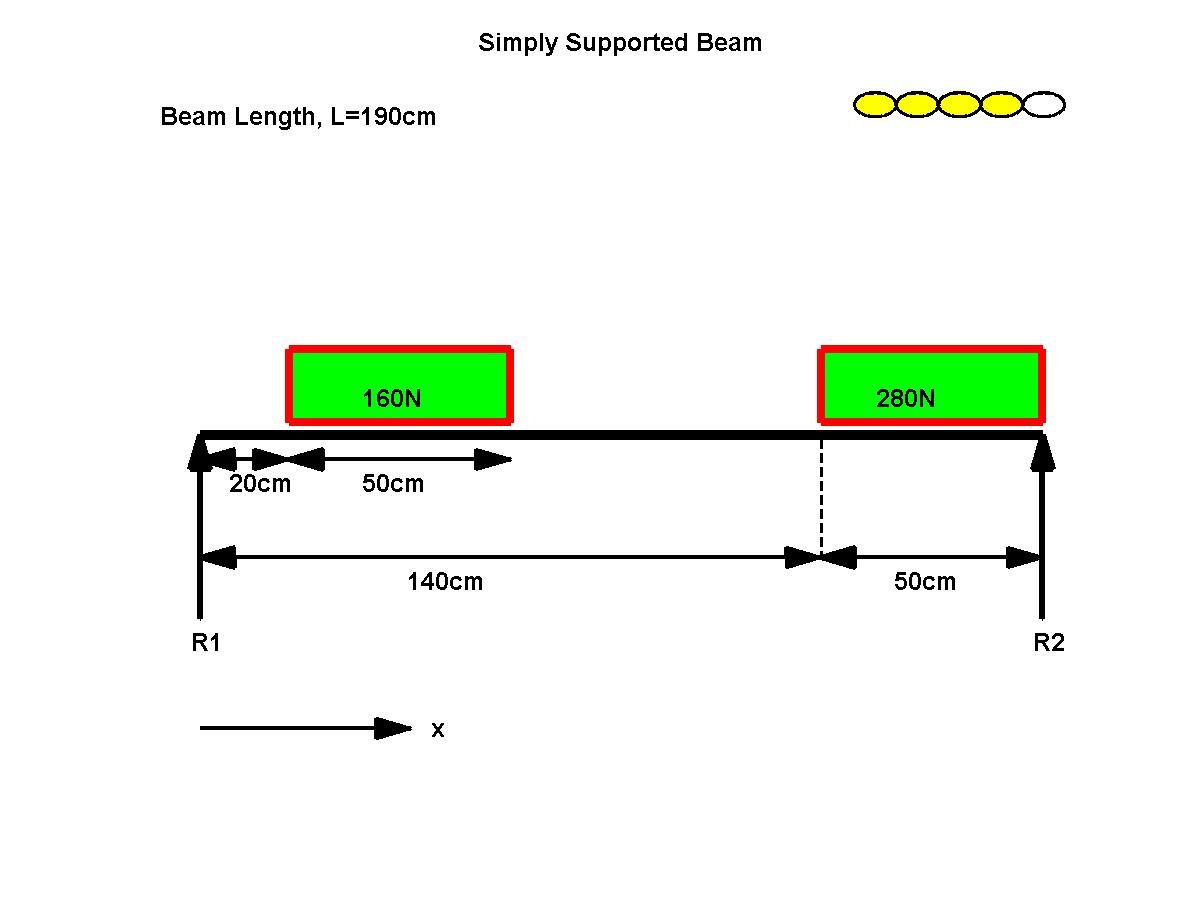 Simply Supported Beam
Beam Length, L=190cm
160N
280N
20cm
50cm
140cm
50cm
R1
R2
x